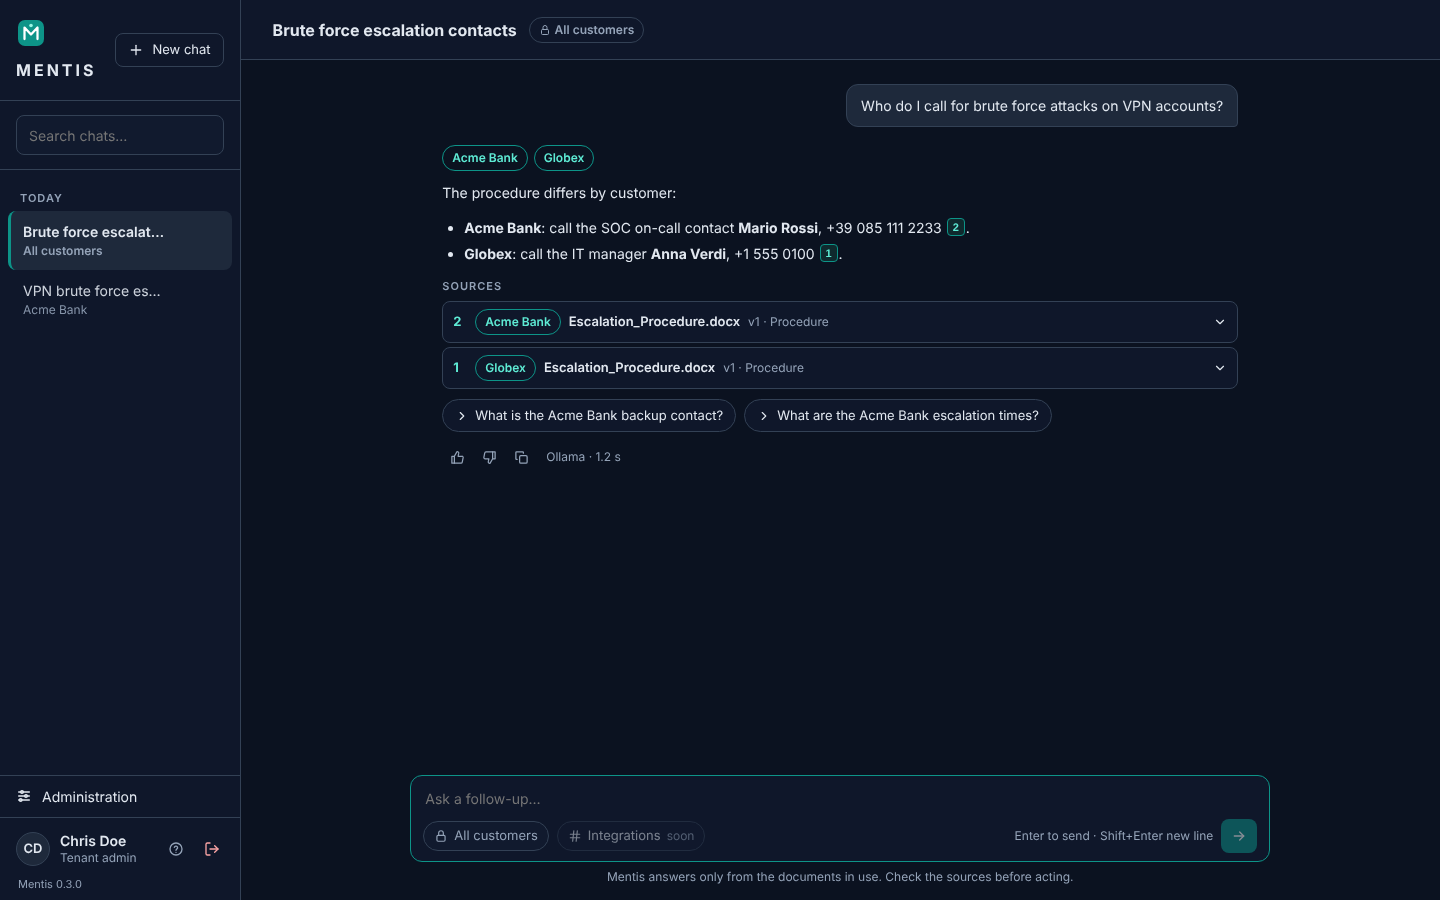 MENTIS
New chat
Search chats...
TODAY
Brute force escalat...
All customers
VPN brute force es...
Acme Bank
Administration
CD
Chris Doe
Tenant admin
Mentis 0.3.0
Brute force escalation contacts
All customers
Who do I call for brute force attacks on VPN accounts?
Acme Bank Globex
The procedure differs by customer:
• Acme Bank: call the SOC on-call contact Mario Rossi, +39 085 111 2233 2.
• Globex: call the IT manager Anna Verdi, +1 555 0100 1.
SOURCES
2 Acme Bank Escalation_Procedure.docx v1 · Procedure
1 Globex Escalation_Procedure.docx v1 · Procedure
What is the Acme Bank backup contact? What are the Acme Bank escalation times?
Ollama · 1.2 s
Ask a follow-up...
All customers # Integrations soon Enter to send · Shift+Enter new line
Mentis answers only from the documents in use. Check the sources before acting.